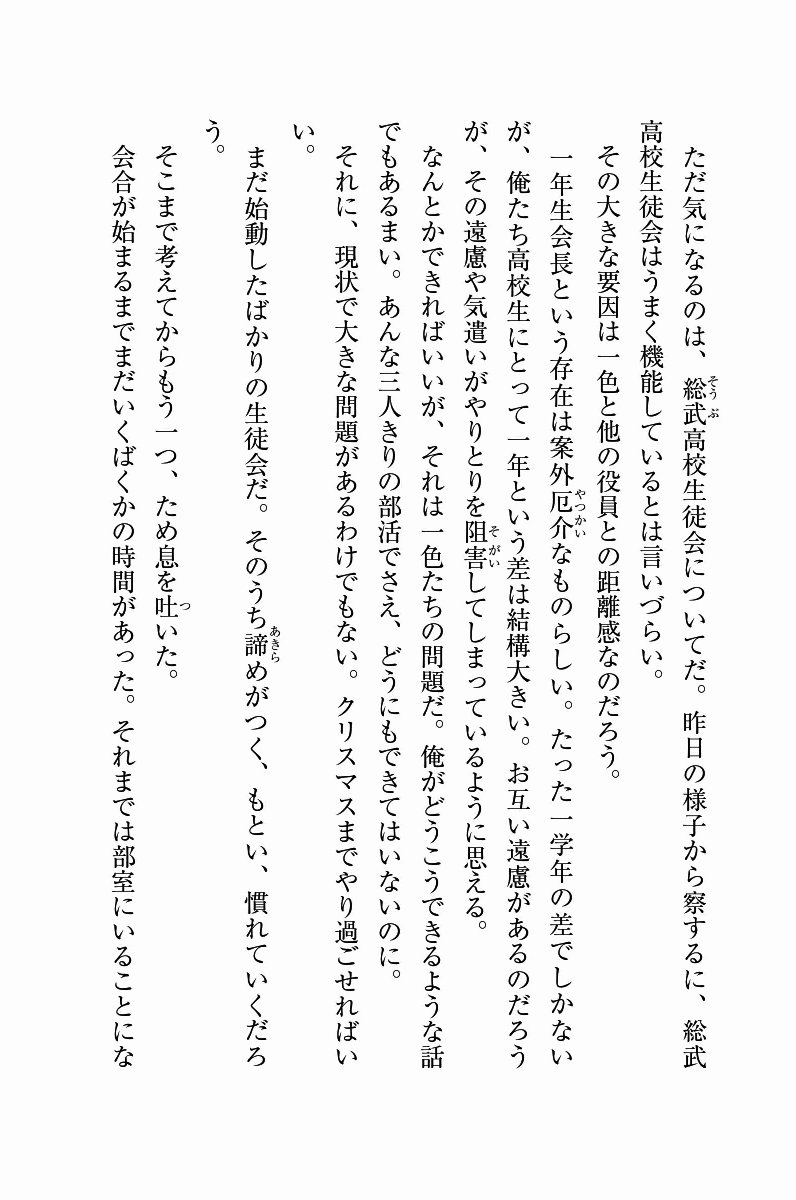 ただ気になるのは、総武高校生徒会についてだ。昨日の様子から察するに、総武
高校生徒会はうまく機能しているとは言いづらい。
その大きな要因は一色と他の役員との距離感なのだろう。
一年生会長という存在は案外厄介なものらしい。たった一学年の差でしかない
が、俺たち高校生にとって一年という差は結構大きい。お互い遠慮があるのだろう
が、その遠慮や気遣いがやりとりを阻害してしまっているように思える。
なんとかできればいいが、それは一色たちの問題だ。俺がどうこうできるような話
でもあるまい。あんな三人きりの部活でさえ、どうにもできてはいないのに。
それに、現状で大きな問題があるわけでもない。クリスマスまでやり過ごせればい
い。
まだ始動したばかりの生徒会だ。そのうち諦めがつく、もとい、慣れていくだろ
う。
そこまで考えてからもう一つ、ため息を吐いた。
会合が始まるまでまだいくばくかの時間があった。それまでは部室にいることにな